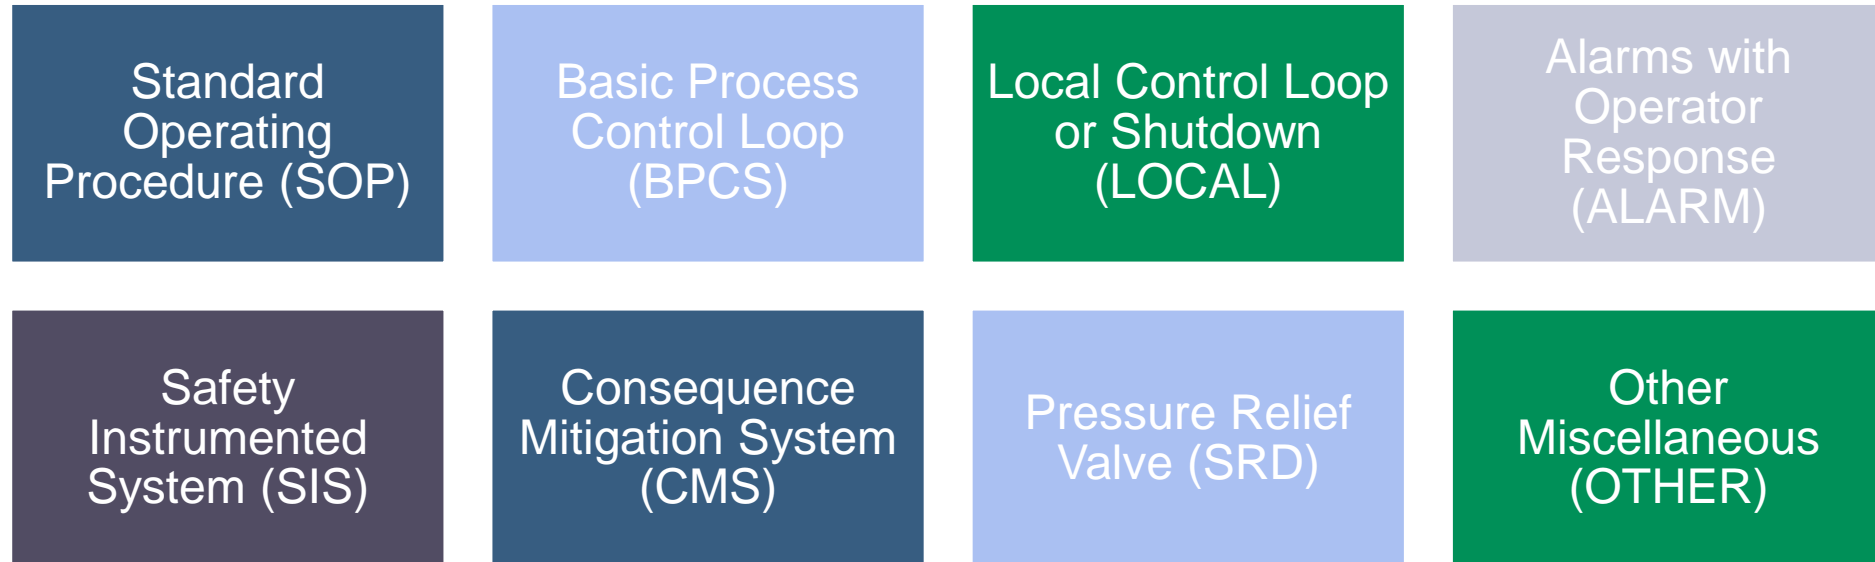 Standard
Operating
Procedure (SOP)
Basic Process
Control Loop
(BPCS)
Local Control Loop
or Shutdown
(LOCAL)
Alarms with
Operator
Response
(ALARM)
Safety
Instrumented
System (SIS)
Consequence
Mitigation System
(CMS)
Pressure Relief
Valve (SRD)
Other
Miscellaneous
(OTHER)